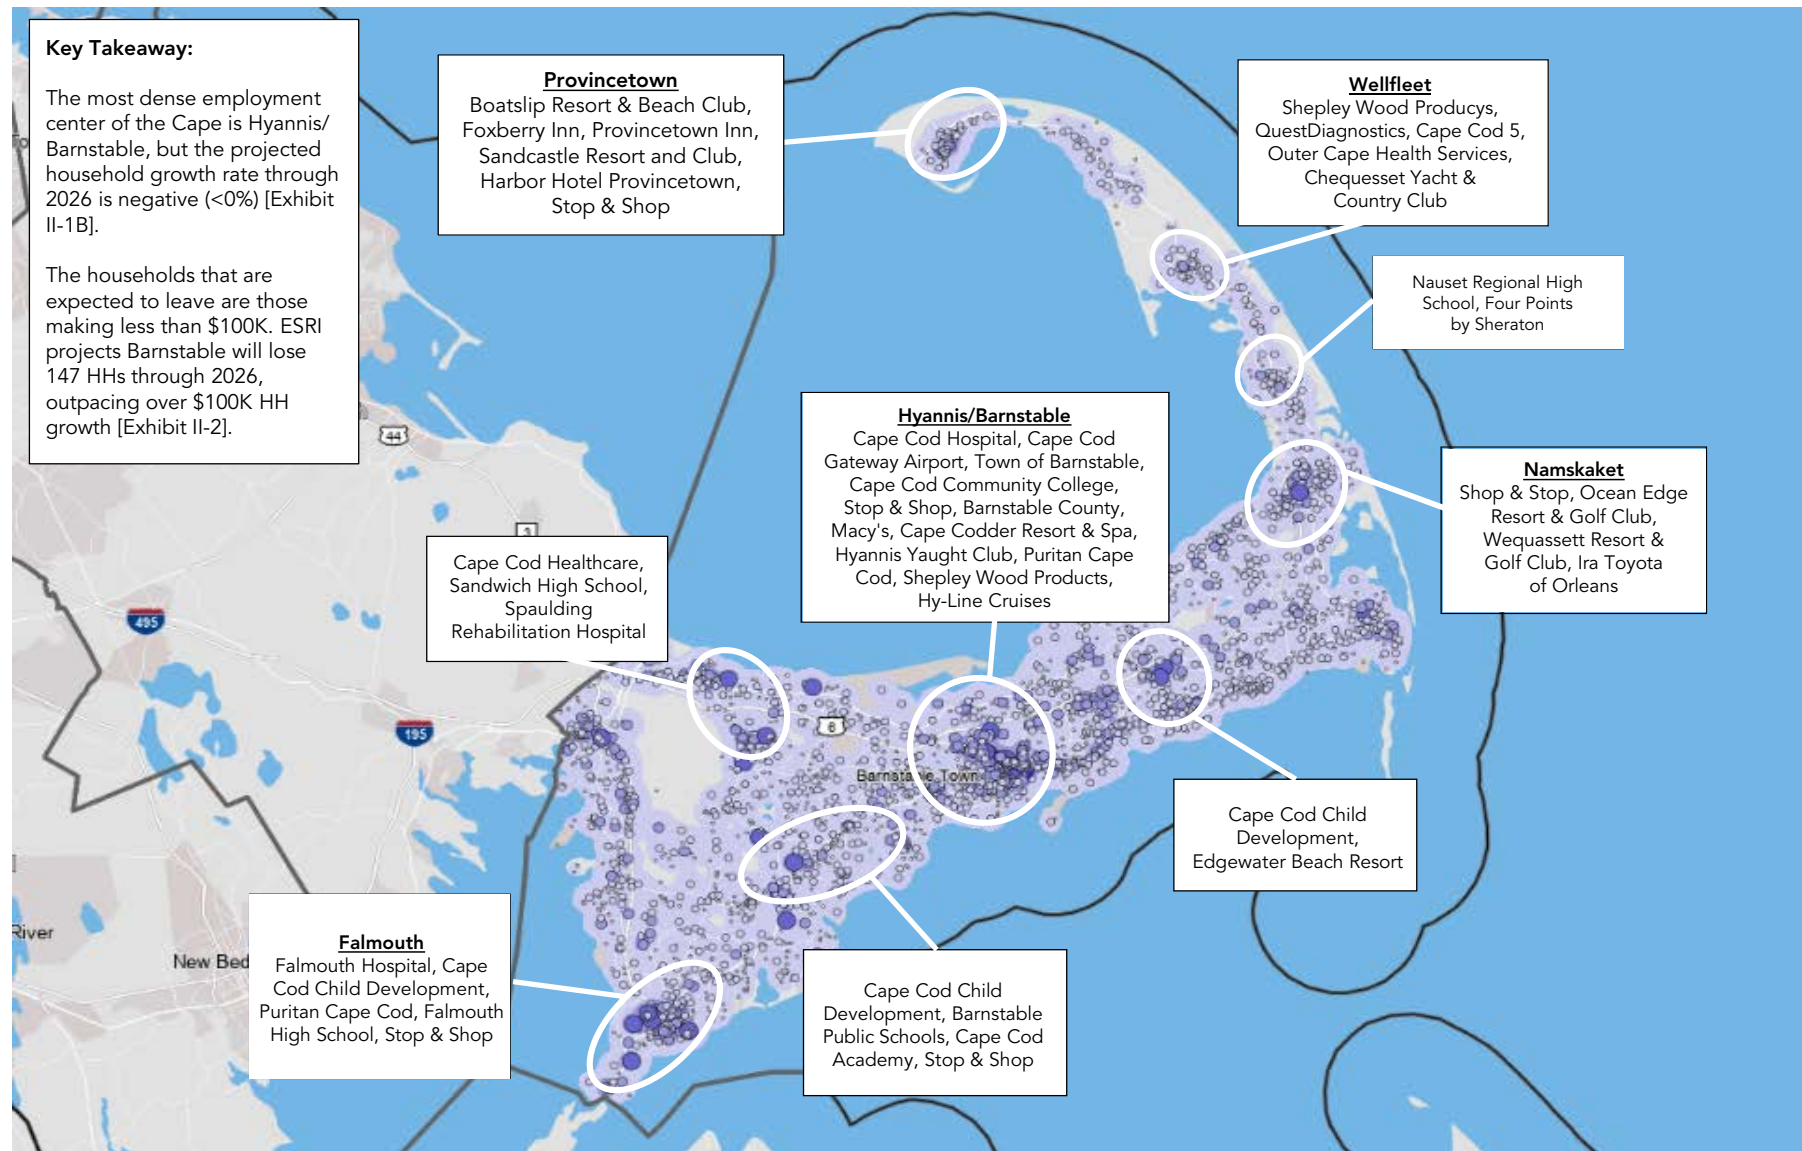 Key Takeaway:
The most dense employment
center of the Cape is Hyannis/
Barnstable, but the projected
household growth rate through
2026 is negative (<0%) [Exhibit
II-1B].
The households that are
expected to leave are those
making less than $100K. ESRI
projects Barnstable will lose
147 HHs through 2026,
outpacing over $100K HH
growth [Exhibit II-2].
Provincetown
Boatslip Resort & Beach Club,
Foxberry Inn, Provincetown Inn,
Sandcastle Resort and Club,
Harbor Hotel Provincetown,
Stop & Shop
Wellfleet
Shepley Wood Producys,
QuestDiagnostics, Cape Cod 5,
Outer Cape Health Services,
Chequesset Yacht &
Country Club
Nauset Regional High
School, Four Points
by Sheraton
Hyannis/Barnstable
Cape Cod Hospital, Cape Cod
Gateway Airport, Town of Barnstable,
Cape Cod Community College,
Stop & Shop, Barnstable County,
Macy's, Cape Codder Resort & Spa,
Hyannis Yaught Club, Puritan Cape
Cod, Shepley Wood Products,
Hy-Line Cruises
Namskaket
Shop & Stop, Ocean Edge
Resort & Golf Club,
Wequassett Resort &
Golf Club, Ira Toyota
of Orleans
44
3
Cape Cod Healthcare,
Sandwich High School,
Spaulding
Rehabilitation Hospital
495
195
6
Barnstable Town
Cape Cod Child
Development,
Edgewater Beach Resort
River
New Bed
Falmouth
Falmouth Hospital, Cape
Cod Child Development,
Puritan Cape Cod, Falmouth
High School, Stop & Shop
Cape Cod Child
Development, Barnstable
Public Schools, Cape Cod
Academy, Stop & Shop